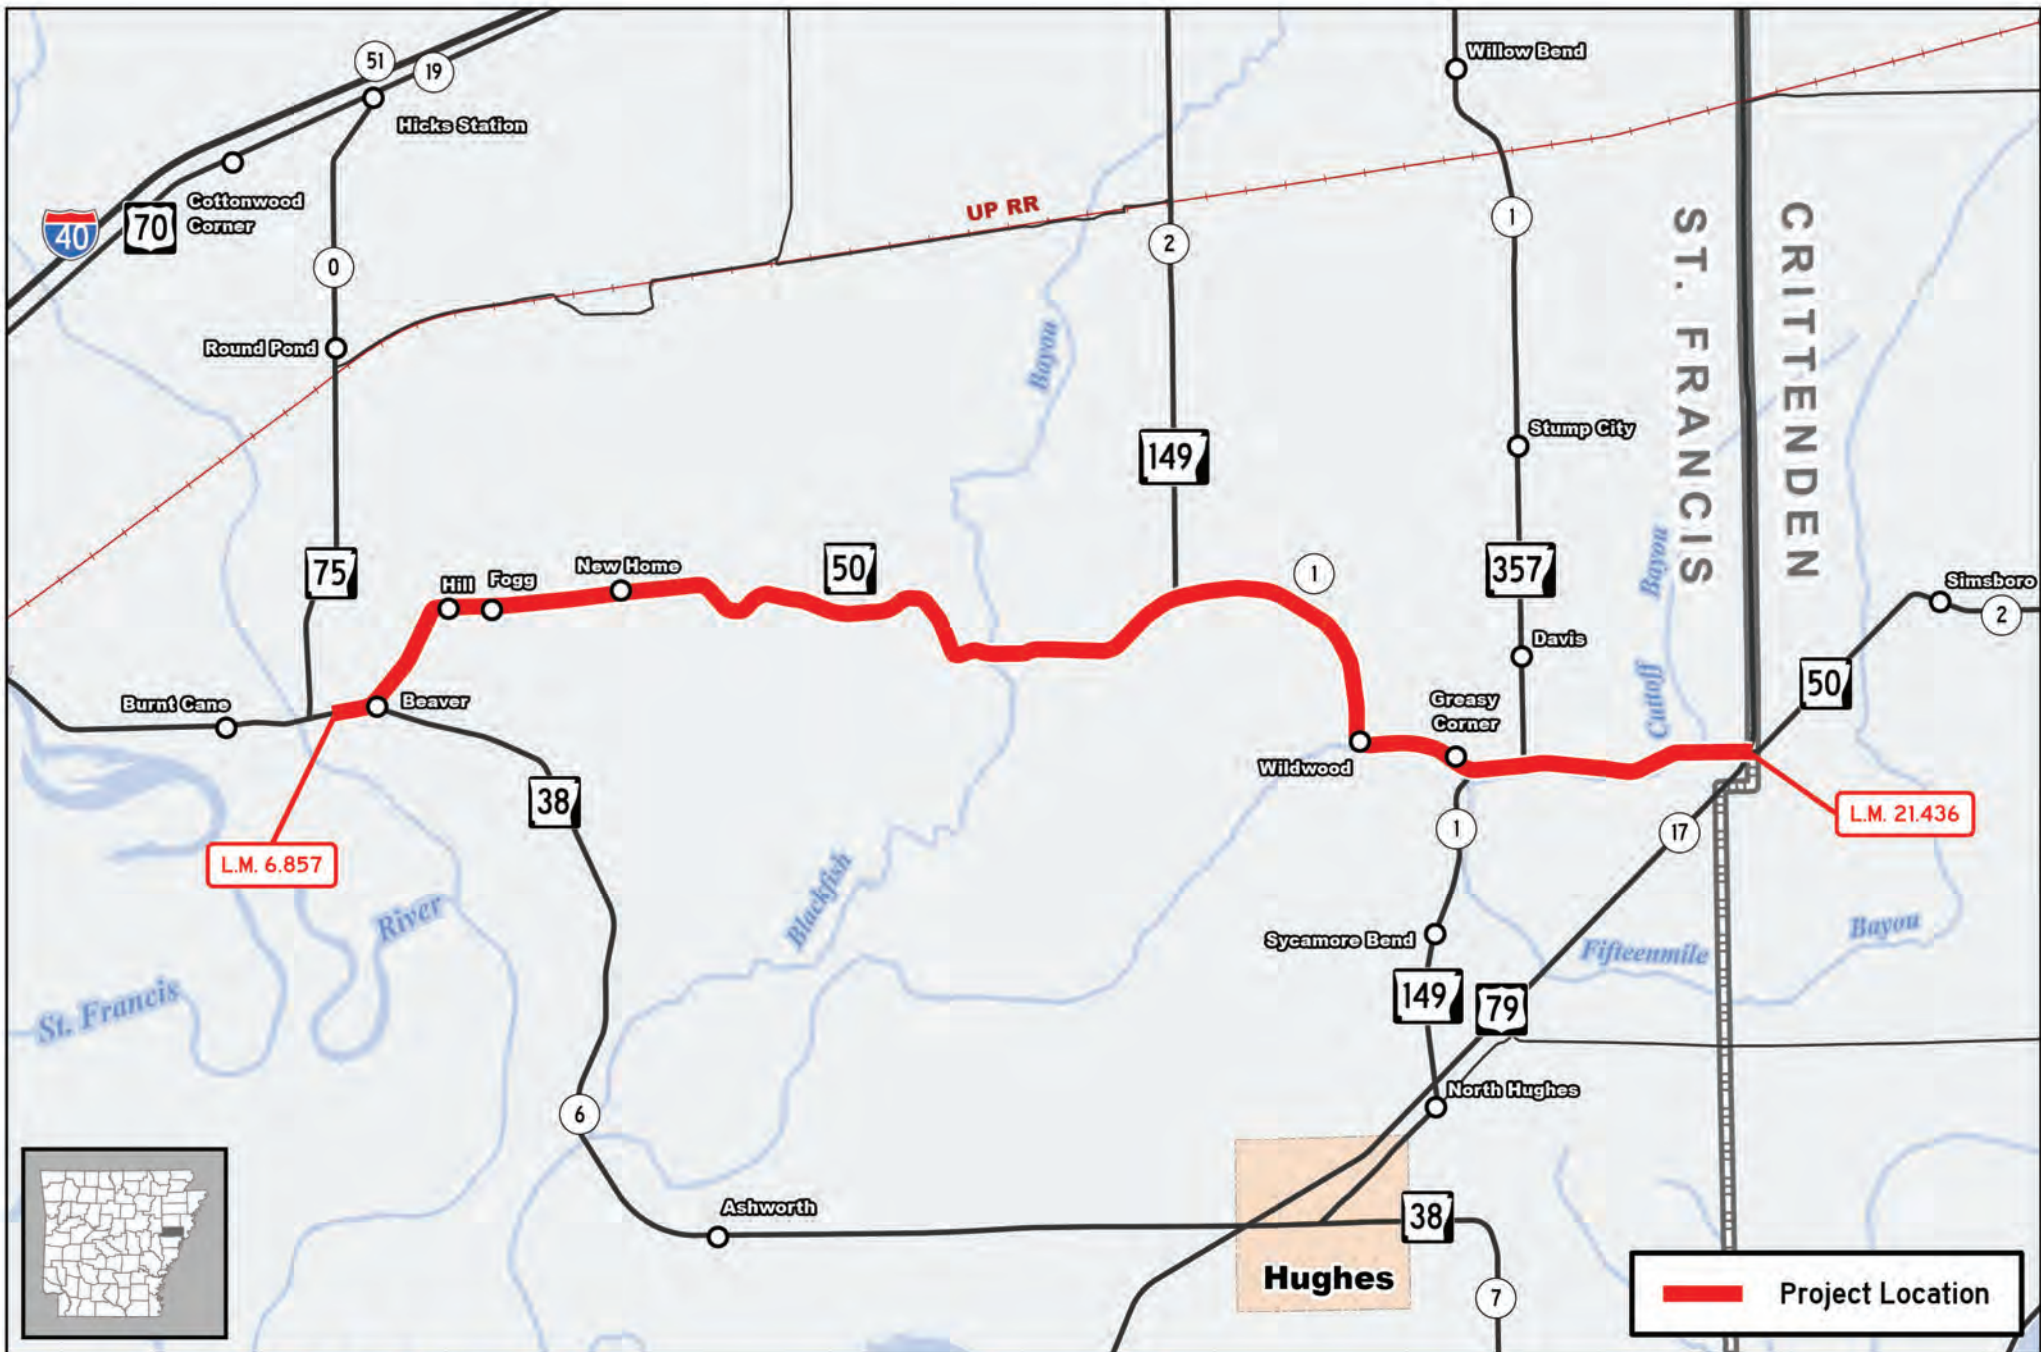 51
19
Willow Bend
Hicks Station
Cottonwood
Corner
40
70
UP RR
0
2
1
ST. FRANCIS
CRITTENDEN
Round Pond
Bayou
Stump City
149
75
Hill
Fogg
New Home
50
1
357
Bayou
Cutoff
Simsboro
2
Davis
50
Burnt Cane
Beaver
Greasy
Corner
Wildwood
38
L.M. 6.857
L.M. 21.436
1
17
Blackfish
River
St. Francis
Sycamore Bend
Fifteenmile
Bayou
149
79
North Hughes
6
Ashworth
38
Hughes
7
Project Location